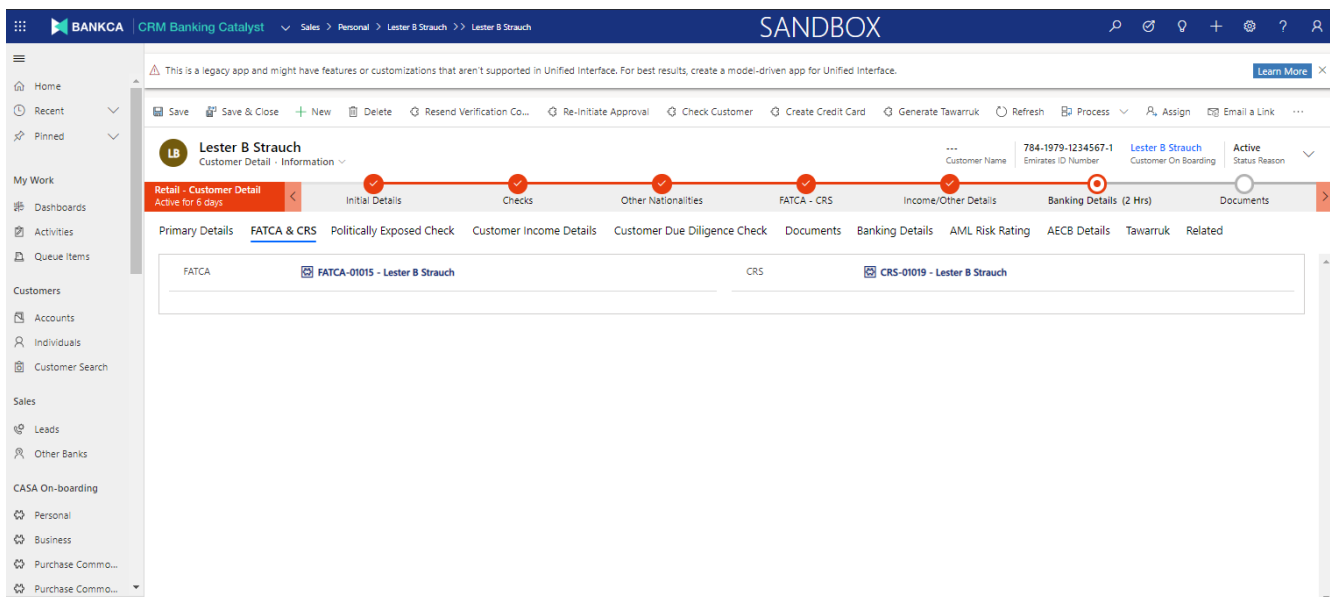 BANKCA CRM Banking Catalyst Sales > Personal > Lester B Strauch >> Lester B Strauch SANDBOX
This is a legacy app and might have features or customizations that aren't supported in Unified Interface. For best results, create a model-driven app for Unified Interface. Learn More
Home
Recent
Pinned
My Work
Dashboards
Activities
Queue Items
Customers
Accounts
Individuals
Customer Search
Sales
Leads
Other Banks
CASA On-boarding
Personal
Business
Purchase Commo...
Purchase Commo...
Save Save & Close New Delete Resend Verification Co... Re-Initiate Approval Check Customer Create Credit Card Generate Tawarruk Refresh Process Assign Email a Link ...
LB Lester B Strauch
Customer Detail · Information
--- 784-1979-1234567-1 Lester B Strauch Active
Customer Name Emirates ID Number Customer On Boarding Status Reason
Retail - Customer Detail
Active for 6 days
Initial Details Checks Other Nationalities FATCA - CRS Income/Other Details Banking Details (2 Hrs) Documents
Primary Details FATCA & CRS Politically Exposed Check Customer Income Details Customer Due Diligence Check Documents Banking Details AML Risk Rating AECB Details Tawarruk Related
FATCA FATCA-01015 - Lester B Strauch CRS CRS-01019 - Lester B Strauch